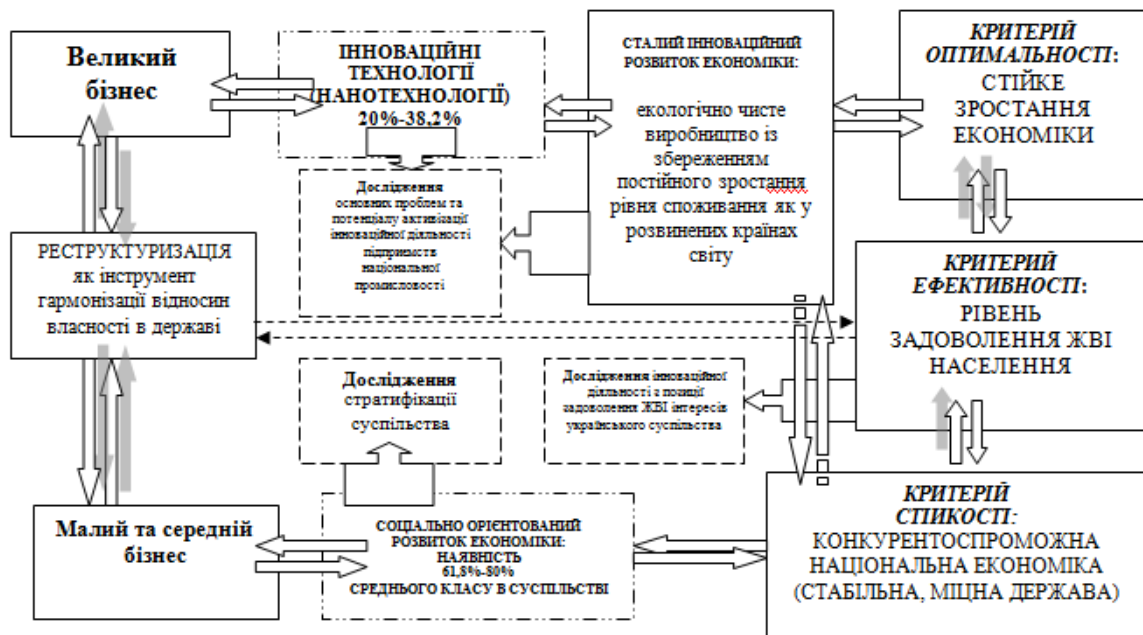 Великий
бізнес
ІННОВАЦІЙНІ
ТЕХНОЛОГІЇ
(НАНОТЕХНОЛОГІЇ)
20%-38,2%
СТАЛИЙ ІННОВАЦІЙНИЙ
РОЗВИТОК ЕКОНОМІКИ:
екологічно чисте
виробництво із
збереженням
постійного зростання
рівня споживання як у
розвинених країнах
світу
КРИТЕРІЙ
ОПТИМАЛЬНОСТІ:
СТІЙКЕ
ЗРОСТАННЯ
ЕКОНОМІКИ
Дослідження
основних проблем та
потенціалу активізації
інноваційної діяльності
підприємств
національної
промисловості
РЕСТРУКТУРИЗАЦІЯ
як інструмент
гармонізації відносин
власності в державі
КРИТЕРИЙ
ЕФЕКТИВНОСТІ:
РІВЕНЬ
ЗАДОВОЛЕННЯ ЖВІ
НАСЕЛЕННЯ
Дослідження
стратифікації
суспільства
Дослідження інноваційної
діяльності з позиції
задоволення ЖВІ інтересів
українського суспільства
Малий та середній
бізнес
СОЦІАЛЬНО ОРІЄНТОВАНИЙ
РОЗВИТОК ЕКОНОМІКИ:
НАЯВНІСТЬ
61,8%-80%
СРЕДНЬОГО КЛАСУ В СУСПІЛЬСТВІ
КРИТЕРІЙ
СТИКОСТІ:
КОНКУРЕНТОСПРОМОЖНА
НАЦІОНАЛЬНА ЕКОНОМІКА
(СТАБІЛЬНА, МІЦНА ДЕРЖАВА)